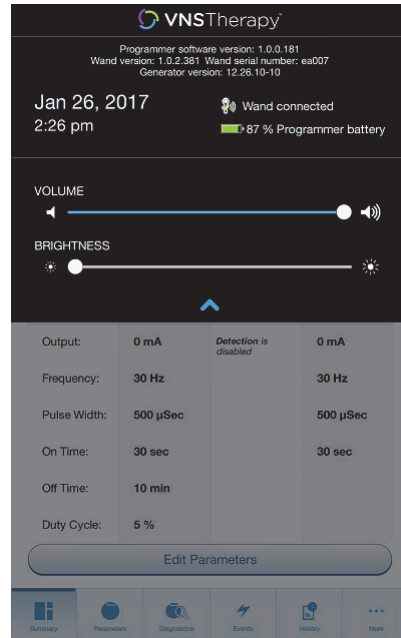 VNSTherapy
Programmer software version: 1.0.0.181
Wand version: 1.0.2.381 Wand serial number: ea007
Generator version: 12.26.10-10
Jan 26, 2017
2:26 pm
Wand connected
87 % Programmer battery
VOLUME
BRIGHTNESS
Output: 0 mA Detection is 0 mA
disabled
Frequency: 30 Hz 30 Hz
Pulse Width: 500 µSec 500 µSec
On Time: 30 sec 30 sec
Off Time: 10 min
Duty Cycle: 5 %
Edit Parameters
Summary Parameters Diagnostics Events History More